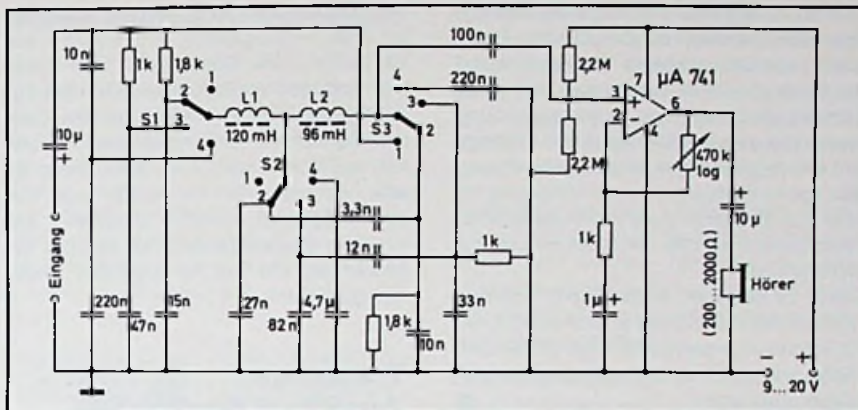 10n
1k
1,8k
1
2
S1
3
4
L1
120 mH
L2
96 mH
4
S3
3
2
1
S2
1
2
4
3
3,3n
12n
10µ
+
Eingang
220n
47n
15n
27n
82n
4,7µ
1,8k
10n
33n
1k
100n
220n
2,2M
2,2M
µA 741
7
3
+
2
−
6
4
470k
log
+
10µ
1k
1µ
+
(200...2000Ω)
Hörer
− +
9...20 V